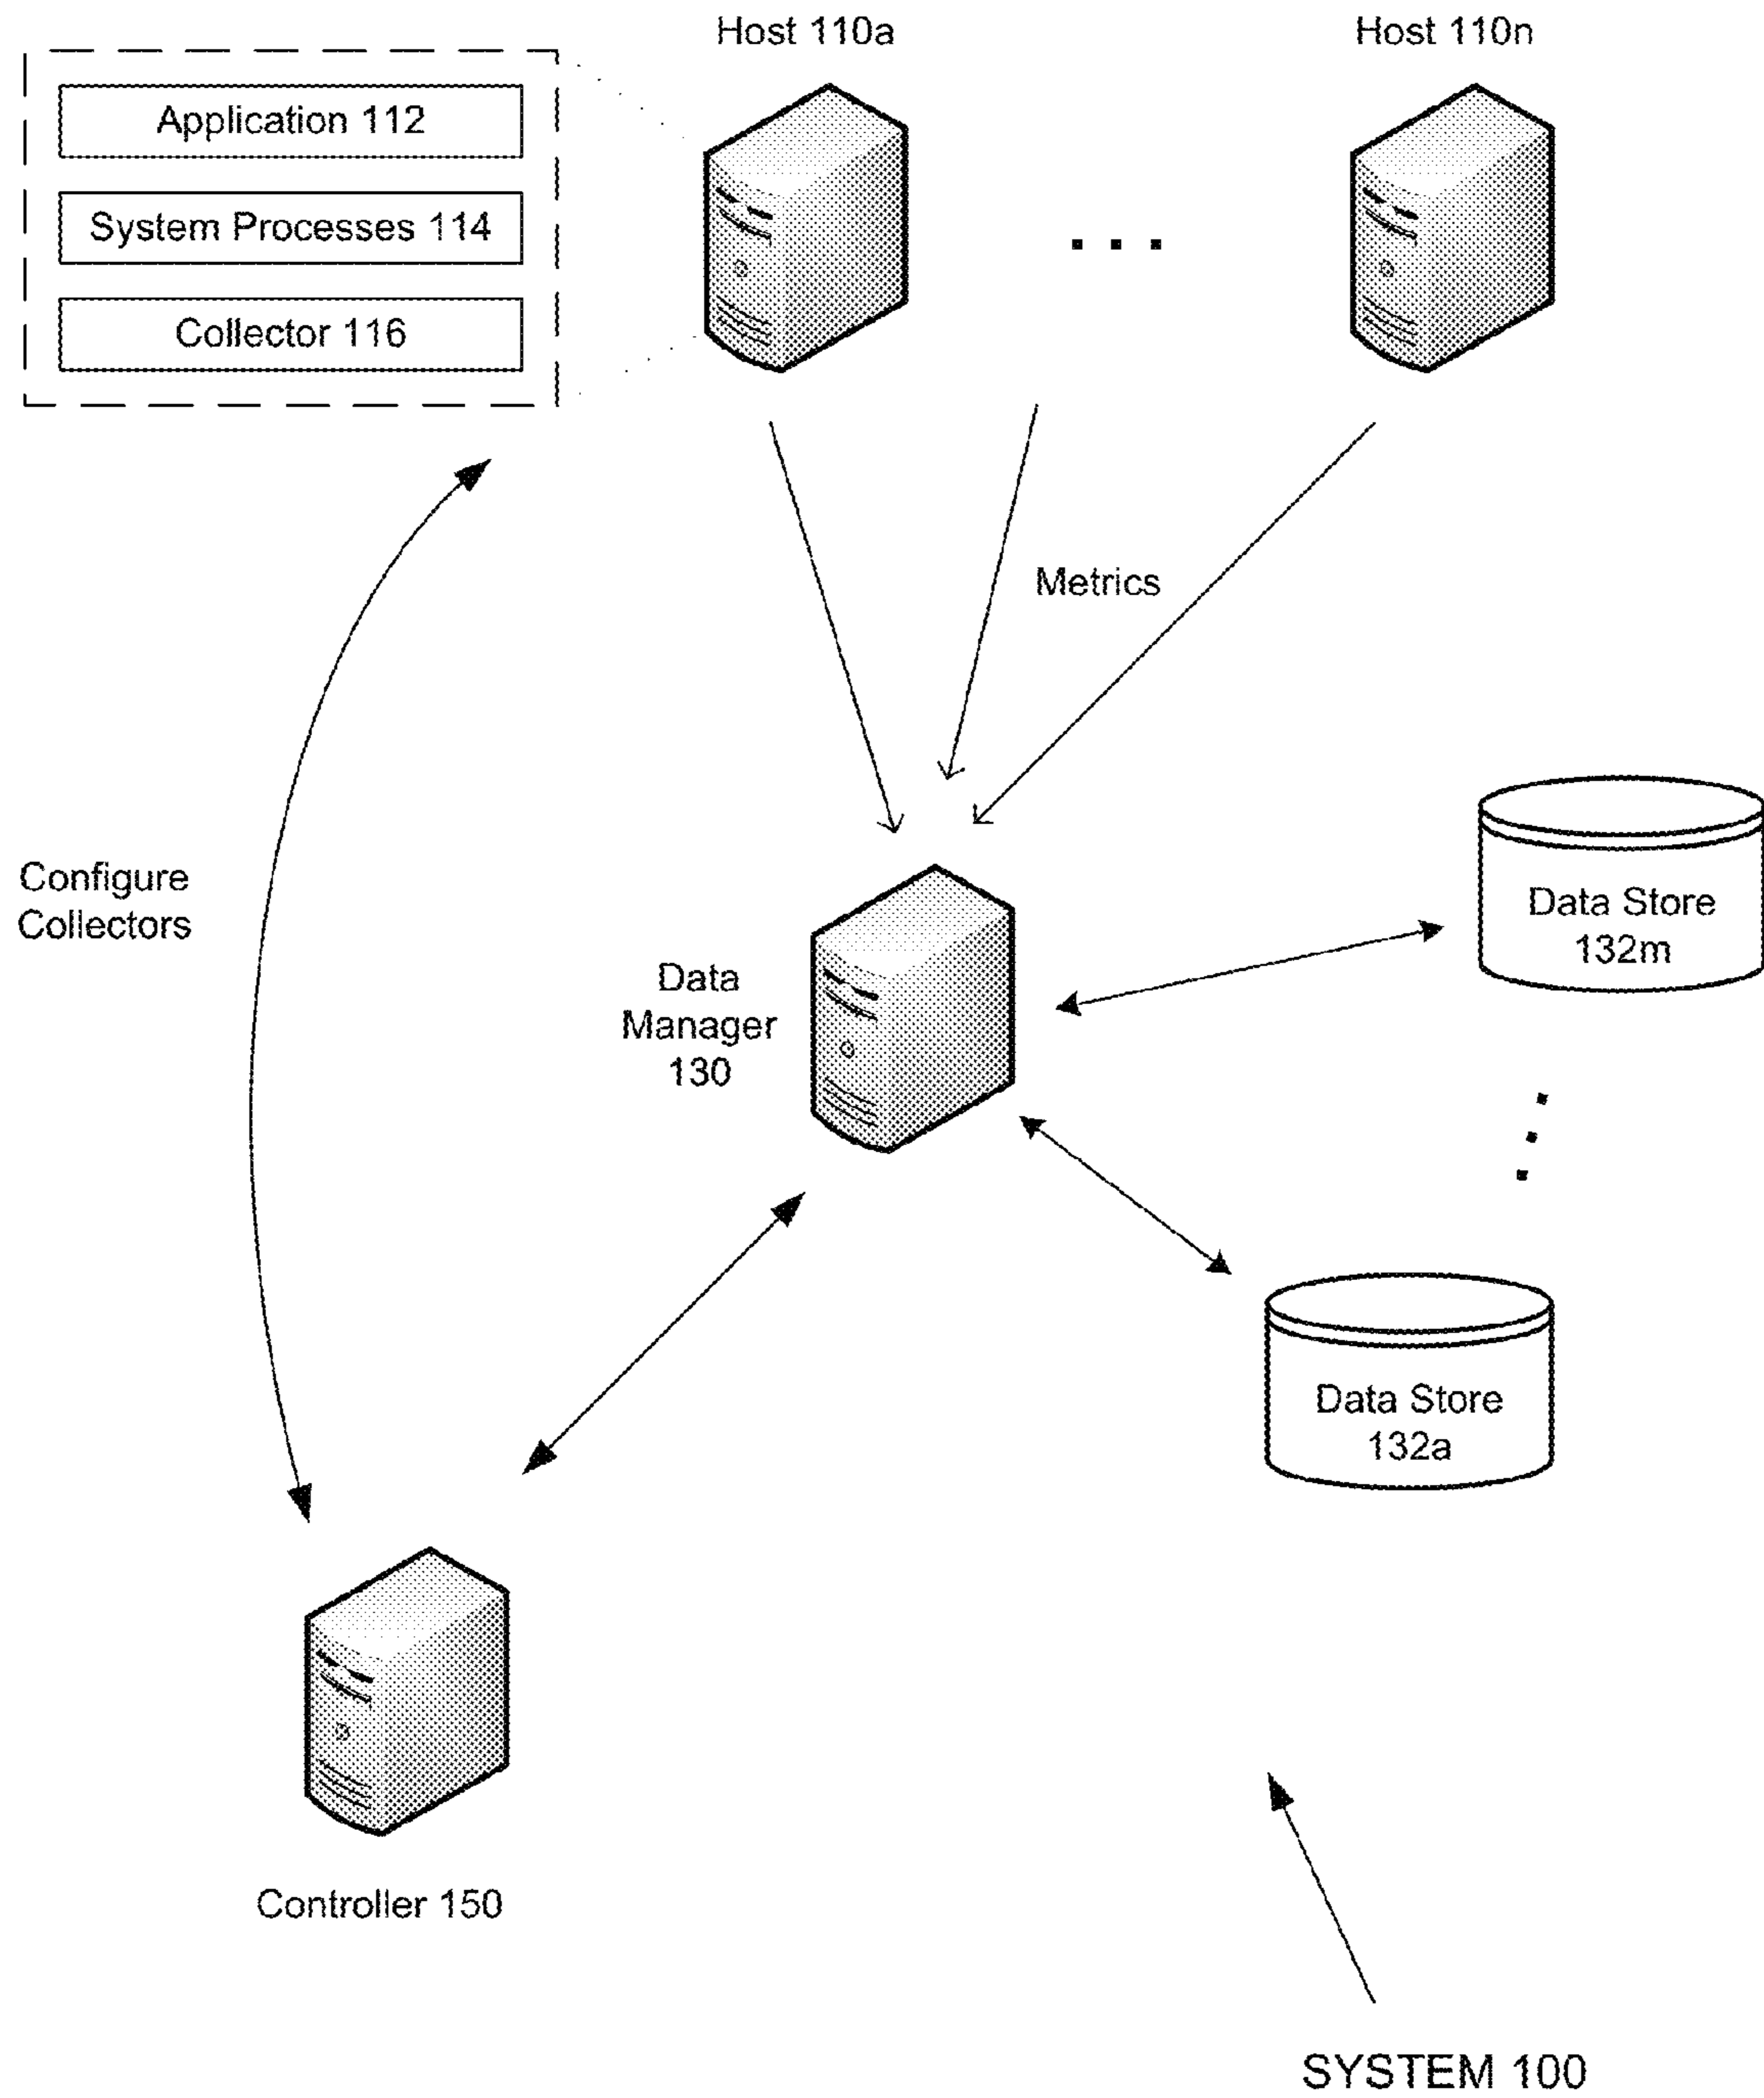 Host 110a
Host 110n
Application 112
System Processes 114
Collector 116
Metrics
Configure
Collectors
Data Store
132m
Data
Manager
130
Data Store
132a
Controller 150
SYSTEM 100